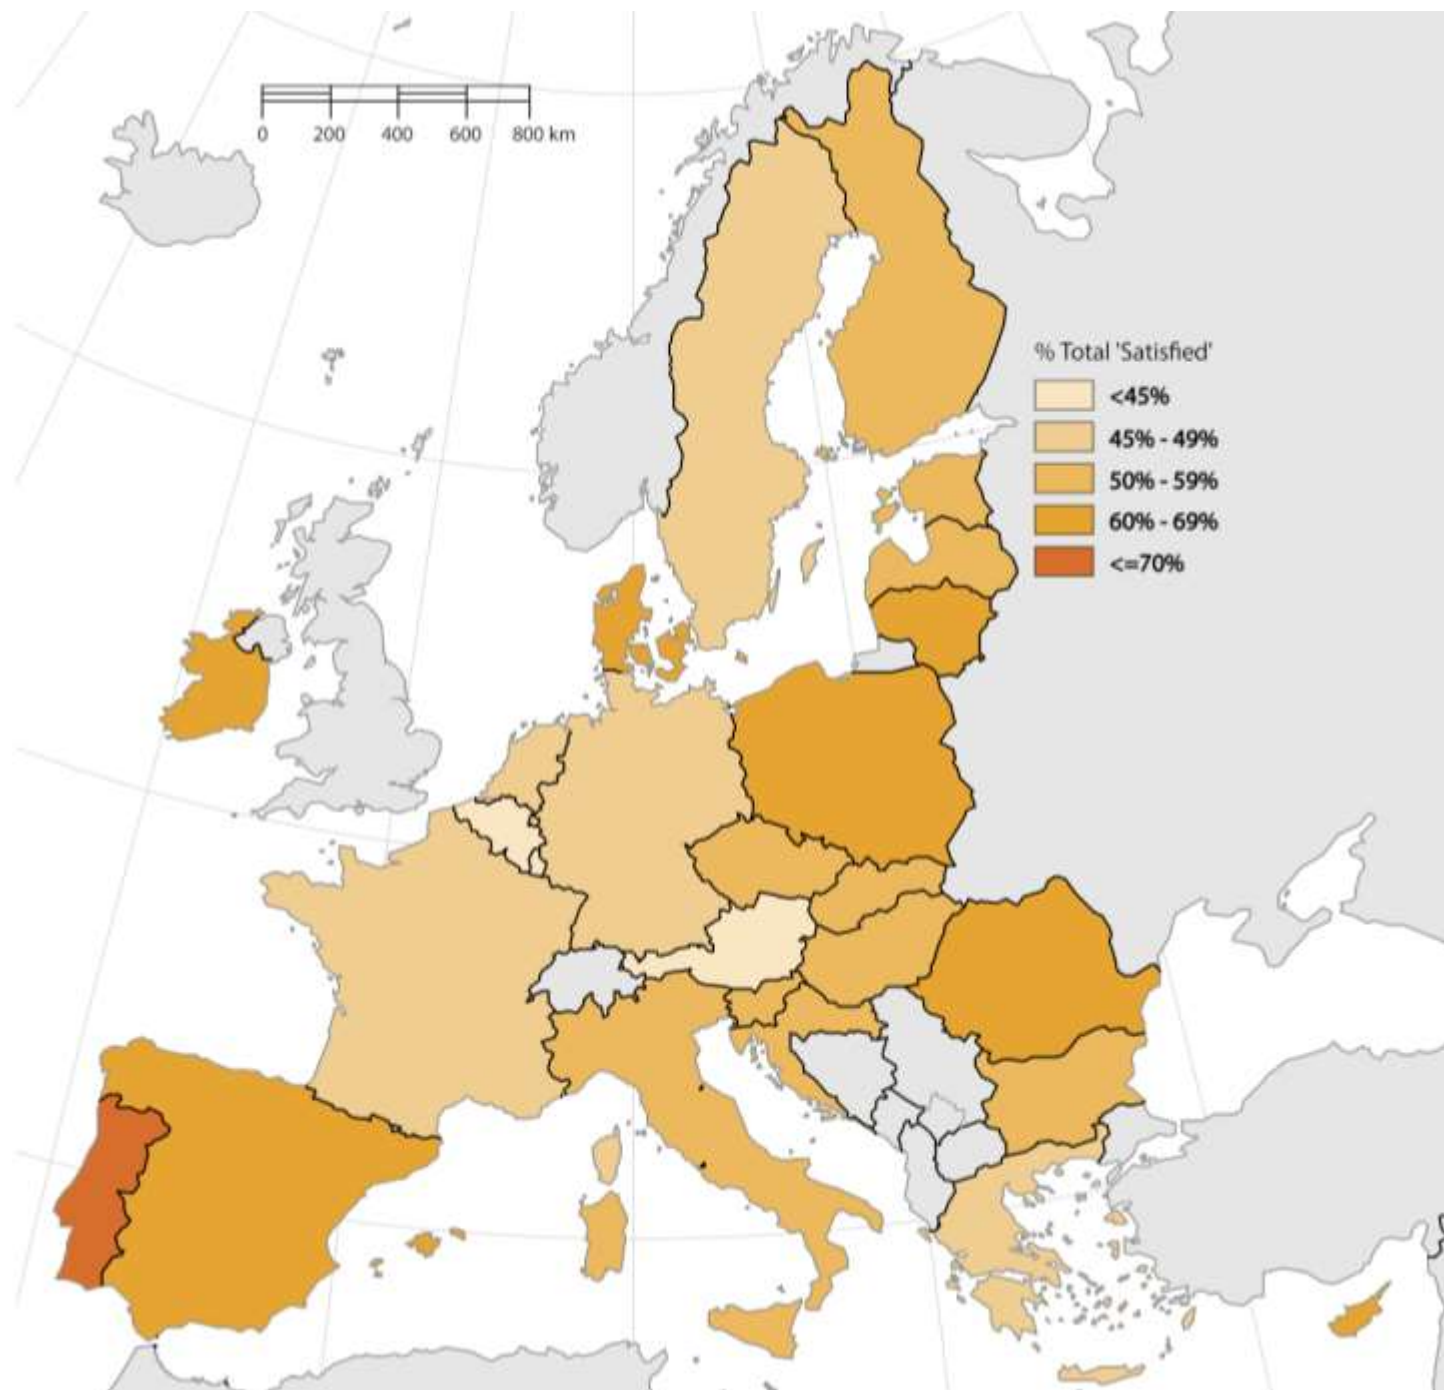 0 200 400 600 800 km
% Total 'Satisfied'
<45%
45% - 49%
50% - 59%
60% - 69%
<=70%